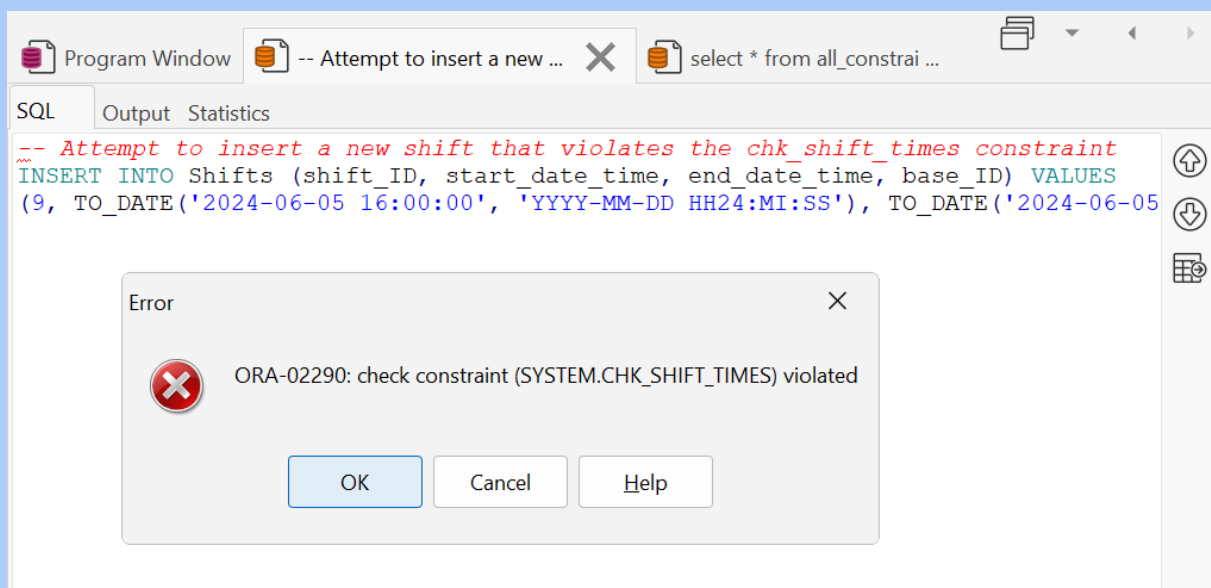 Program Window -- Attempt to insert a new ... select * from all_constrai ...
SQL Output Statistics
-- Attempt to insert a new shift that violates the chk_shift_times constraint
INSERT INTO Shifts (shift_ID, start_date_time, end_date_time, base_ID) VALUES
(9, TO_DATE('2024-06-05 16:00:00', 'YYYY-MM-DD HH24:MI:SS'), TO_DATE('2024-06-05
Error
ORA-02290: check constraint (SYSTEM.CHK_SHIFT_TIMES) violated
OK Cancel Help